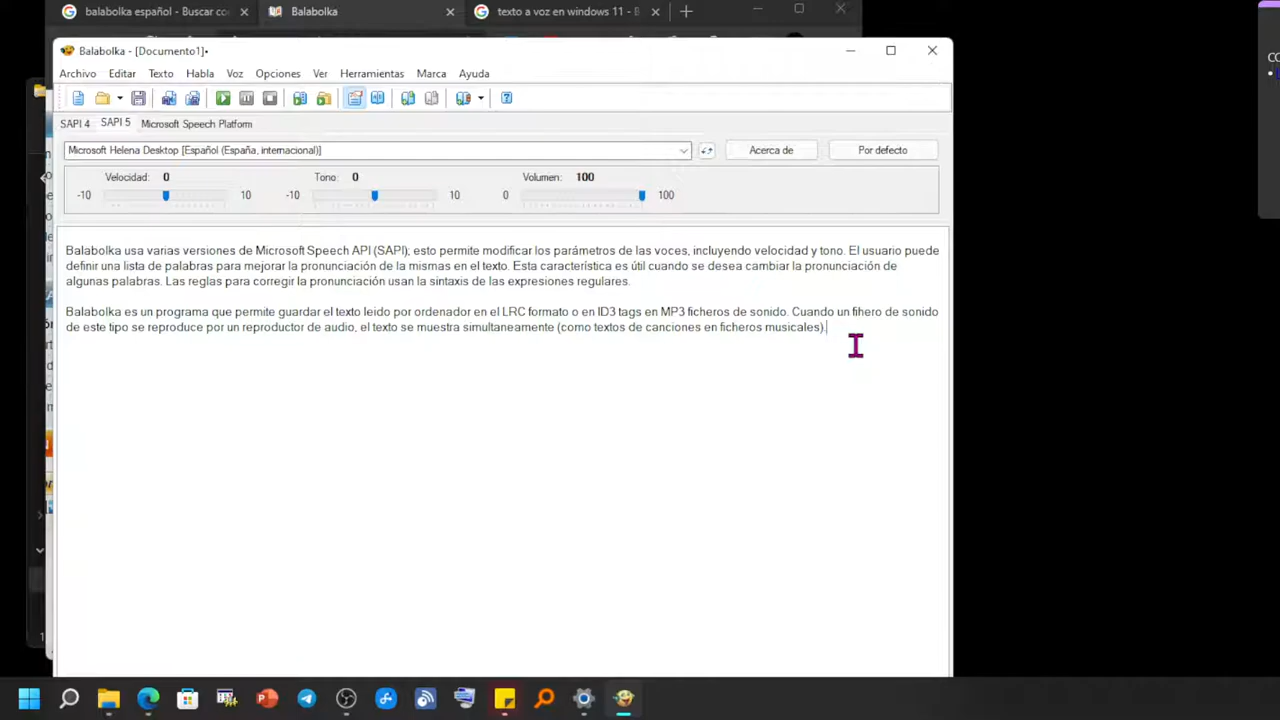 balabolka español - Buscar co
Balabolka
texto a voz en windows 11 - B
Balabolka - [Documento1]•
Archivo Editar Texto Habla Voz Opciones Ver Herramientas Marca Ayuda
SAPI 4 SAPI 5 Microsoft Speech Platform
Microsoft Helena Desktop [Español (España, internacional)]
Acerca de
Por defecto
Velocidad: 0 Tono: 0 Volumen: 100
-10 10 -10 10 0 100
Balabolka usa varias versiones de Microsoft Speech API (SAPI); esto permite modificar los parámetros de las voces, incluyendo velocidad y tono. El usuario puede
definir una lista de palabras para mejorar la pronunciación de la mismas en el texto. Esta característica es útil cuando se desea cambiar la pronunciación de
algunas palabras. Las reglas para corregir la pronunciación usan la sintaxis de las expresiones regulares.
Balabolka es un programa que permite guardar el texto leido por ordenador en el LRC formato o en ID3 tags en MP3 ficheros de sonido. Cuando un fihero de sonido
de este tipo se reproduce por un reproductor de audio, el texto se muestra simultaneamente (como textos de canciones en ficheros musicales).